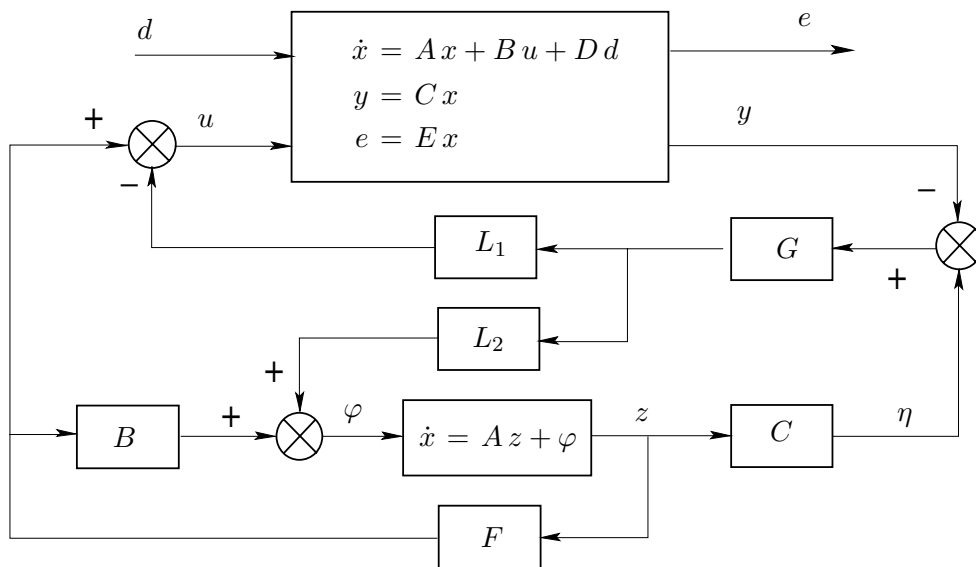 d
e
ẋ = A x + B u + D d
y = C x
e = E x
+
u
y
−
−
L₁
G
+
L₂
+
B
+
φ
ẋ = A z + φ
z
C
η
F